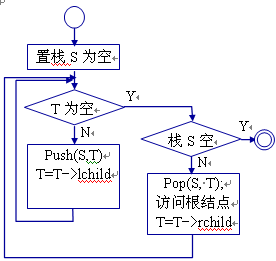 置栈 S 为空
T 为空
Y
N
栈 S 空
Y
N
Push(S,T)
T=T->lchild
Pop(S, T);
访问根结点
T=T->rchild